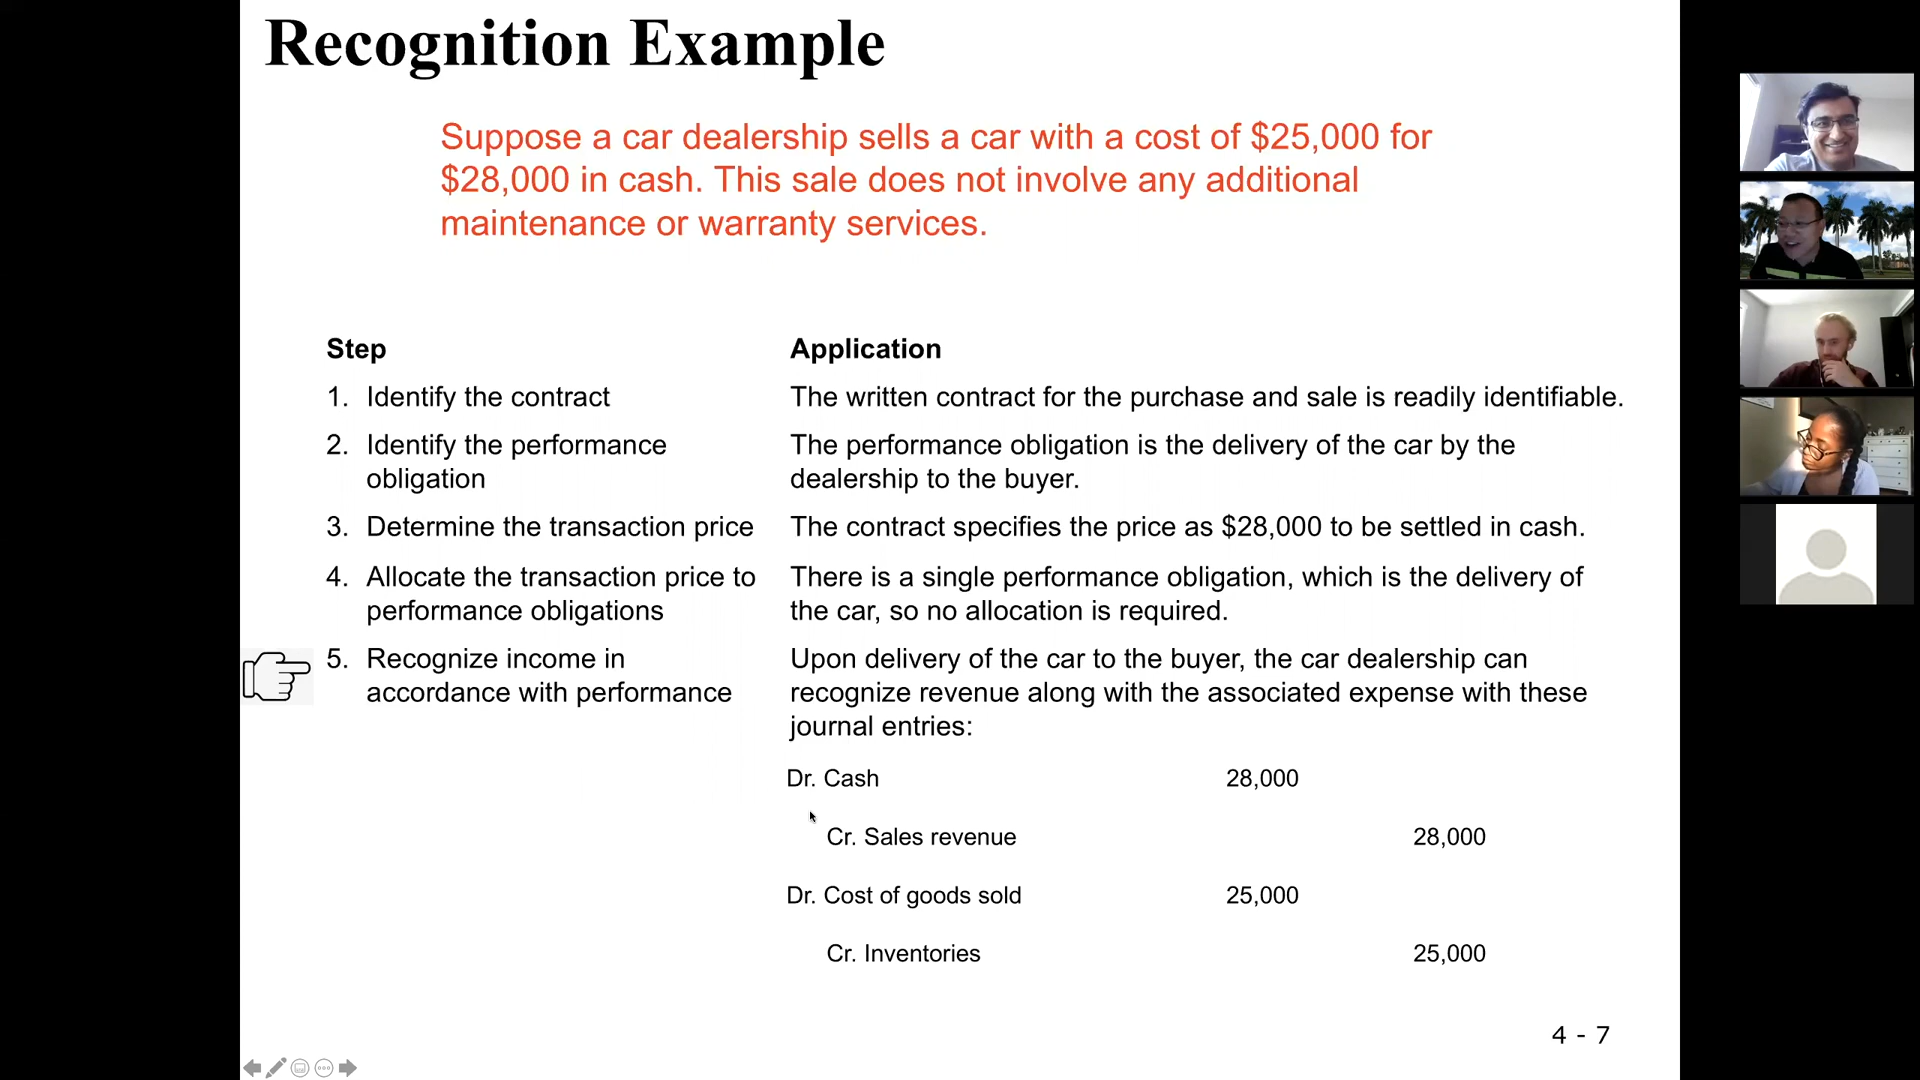 Recognition Example
Suppose a car dealership sells a car with a cost of $25,000 for
$28,000 in cash. This sale does not involve any additional
maintenance or warranty services.
Step
Application
1. Identify the contract
The written contract for the purchase and sale is readily identifiable.
2. Identify the performance
obligation
The performance obligation is the delivery of the car by the
dealership to the buyer.
3. Determine the transaction price
The contract specifies the price as $28,000 to be settled in cash.
4. Allocate the transaction price to
performance obligations
There is a single performance obligation, which is the delivery of
the car, so no allocation is required.
5. Recognize income in
accordance with performance
Upon delivery of the car to the buyer, the car dealership can
recognize revenue along with the associated expense with these
journal entries:
Dr. Cash 28,000
Cr. Sales revenue 28,000
Dr. Cost of goods sold 25,000
Cr. Inventories 25,000
4 - 7